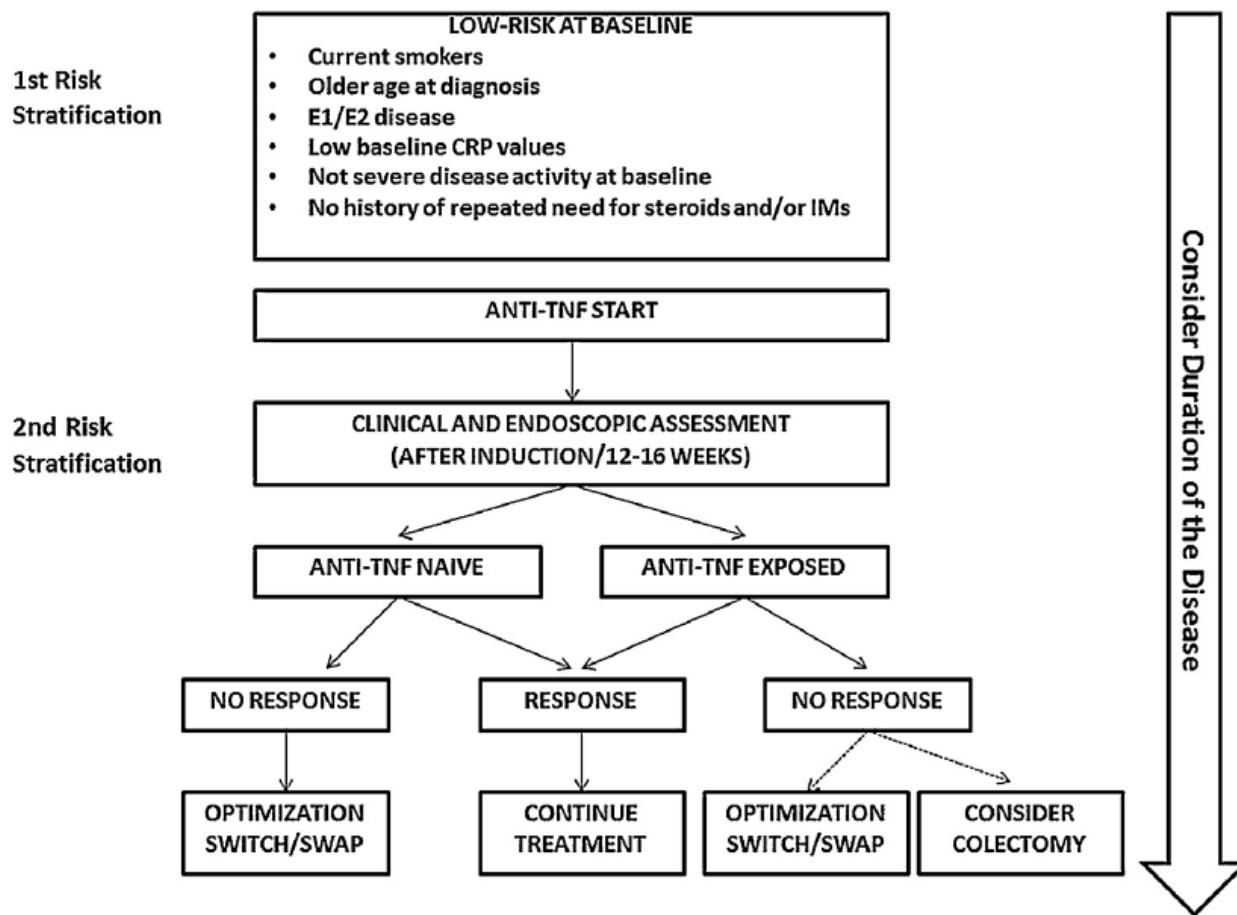 LOW-RISK AT BASELINE
1st Risk
Stratification
• Current smokers
• Older age at diagnosis
• E1/E2 disease
• Low baseline CRP values
• Not severe disease activity at baseline
• No history of repeated need for steroids and/or IMs
ANTI-TNF START
2nd Risk
Stratification
CLINICAL AND ENDOSCOPIC ASSESSMENT
(AFTER INDUCTION/12-16 WEEKS)
ANTI-TNF NAIVE
ANTI-TNF EXPOSED
NO RESPONSE
RESPONSE
NO RESPONSE
OPTIMIZATION
SWITCH/SWAP
CONTINUE
TREATMENT
OPTIMIZATION
SWITCH/SWAP
CONSIDER
COLECTOMY
Consider Duration of the Disease